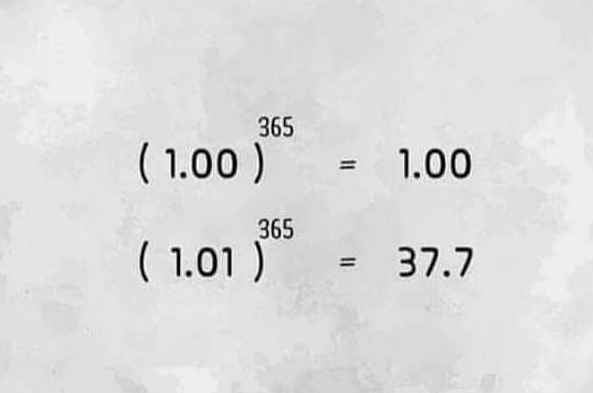 ( 1.00 )³⁶⁵ = 1.00
( 1.01 )³⁶⁵ = 37.7